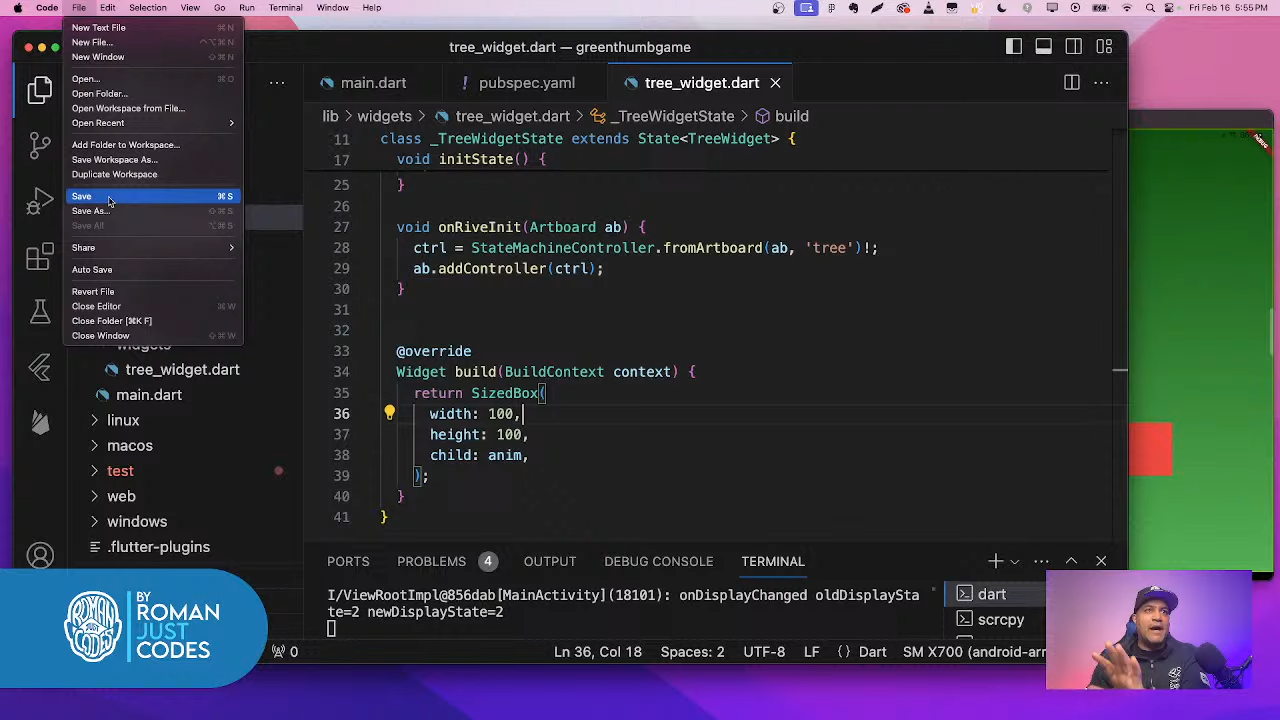 Code File Edit Selection View Go Run Terminal Window Help
Fri Feb 16 5:55 PM
New Text File ⌘ N
New File... ⌃⌥⌘ N
New Window ⇧⌘ N
Open... ⌘ O
Open Folder...
Open Workspace from File...
Open Recent
Add Folder to Workspace...
Save Workspace As...
Duplicate Workspace
Save ⌘ S
Save As... ⇧⌘ S
Save All ⌥⌘ S
Share
Auto Save
Revert File
Close Editor ⌘ W
Close Folder [⌘K F]
Close Window ⇧⌘ W
widgets
tree_widget.dart
main.dart
linux
macos
test
web
windows
.flutter-plugins
tree_widget.dart — greenthumbgame
main.dart
! pubspec.yaml
tree_widget.dart
lib > widgets > tree_widget.dart > _TreeWidgetState > build
11 class _TreeWidgetState extends State<TreeWidget> {
17 void initState() {
25 }
26
27 void onRiveInit(Artboard ab) {
28 ctrl = StateMachineController.fromArtboard(ab, 'tree')!;
29 ab.addController(ctrl);
30 }
31
32
33 @override
34 Widget build(BuildContext context) {
35 return SizedBox(
36 width: 100,
37 height: 100,
38 child: anim,
39 );
40 }
41 }
PORTS PROBLEMS 4 OUTPUT DEBUG CONSOLE TERMINAL
I/ViewRootImpl@856dab[MainActivity](18101): onDisplayChanged oldDisplaySta
te=2 newDisplayState=2
dart
scrcpy
0 Ln 36, Col 18 Spaces: 2 UTF-8 LF {} Dart SM X700 (android-arm
ROMAN
JUST
CODES
BY
ROMAN
JUST
CODES